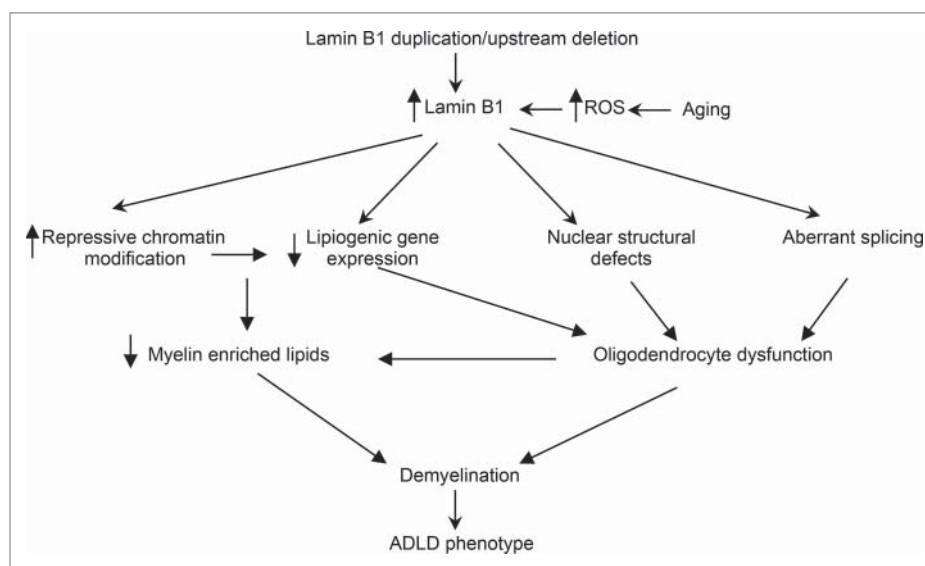 Lamin B1 duplication/upstream deletion
Lamin B1
ROS
Aging
Repressive chromatin
modification
Lipiogenic gene
expression
Nuclear structural
defects
Aberrant splicing
Myelin enriched lipids
Oligodendrocyte dysfunction
Demyelination
ADLD phenotype